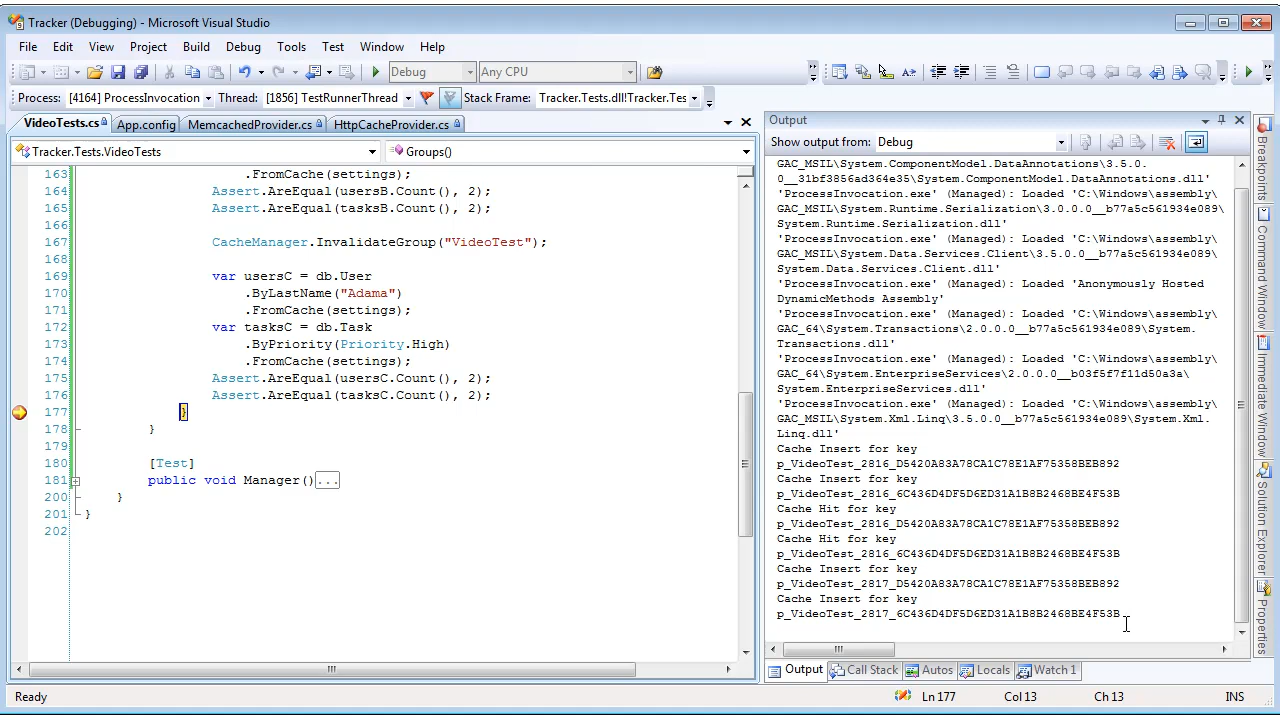 Tracker (Debugging) - Microsoft Visual Studio
File Edit View Project Build Debug Tools Test Window Help
Debug Any CPU
Process: [4164] ProcessInvocation Thread: [1856] TestRunnerThread Stack Frame: Tracker.Tests.dll!Tracker.Tes
VideoTests.cs App.config MemcachedProvider.cs HttpCacheProvider.cs
Tracker.Tests.VideoTests Groups()
163 .FromCache(settings);
164 Assert.AreEqual(usersB.Count(), 2);
165 Assert.AreEqual(tasksB.Count(), 2);
166
167 CacheManager.InvalidateGroup("VideoTest");
168
169 var usersC = db.User
170 .ByLastName("Adama")
171 .FromCache(settings);
172 var tasksC = db.Task
173 .ByPriority(Priority.High)
174 .FromCache(settings);
175 Assert.AreEqual(usersC.Count(), 2);
176 Assert.AreEqual(tasksC.Count(), 2);
177 }
178 }
179
180 [Test]
181 public void Manager()...
200 }
201 }
202
Output
Show output from: Debug
GAC_MSIL\System.ComponentModel.DataAnnotations\3.5.0.
0__31bf3856ad364e35\System.ComponentModel.DataAnnotations.dll'
'ProcessInvocation.exe' (Managed): Loaded 'C:\Windows\assembly\
GAC_MSIL\System.Runtime.Serialization\3.0.0.0__b77a5c561934e089\
System.Runtime.Serialization.dll'
'ProcessInvocation.exe' (Managed): Loaded 'C:\Windows\assembly\
GAC_MSIL\System.Data.Services.Client\3.5.0.0__b77a5c561934e089\
System.Data.Services.Client.dll'
'ProcessInvocation.exe' (Managed): Loaded 'Anonymously Hosted
DynamicMethods Assembly'
'ProcessInvocation.exe' (Managed): Loaded 'C:\Windows\assembly\
GAC_64\System.Transactions\2.0.0.0__b77a5c561934e089\System.
Transactions.dll'
'ProcessInvocation.exe' (Managed): Loaded 'C:\Windows\assembly\
GAC_64\System.EnterpriseServices\2.0.0.0__b03f5f7f11d50a3a\
System.EnterpriseServices.dll'
'ProcessInvocation.exe' (Managed): Loaded 'C:\Windows\assembly\
GAC_MSIL\System.Xml.Linq\3.5.0.0__b77a5c561934e089\System.Xml.
Linq.dll'
Cache Insert for key
p_VideoTest_2816_D5420A83A78CA1C78E1AF75358BEB892
Cache Insert for key
p_VideoTest_2816_6C436D4DF5D6ED31A1B8B2468BE4F53B
Cache Hit for key
p_VideoTest_2816_D5420A83A78CA1C78E1AF75358BEB892
Cache Hit for key
p_VideoTest_2816_6C436D4DF5D6ED31A1B8B2468BE4F53B
Cache Insert for key
p_VideoTest_2817_D5420A83A78CA1C78E1AF75358BEB892
Cache Insert for key
p_VideoTest_2817_6C436D4DF5D6ED31A1B8B2468BE4F53B
Output Call Stack Autos Locals Watch 1
Breakpoints
Command Window
Immediate Window
Solution Explorer
Properties
Ready Ln 177 Col 13 Ch 13 INS